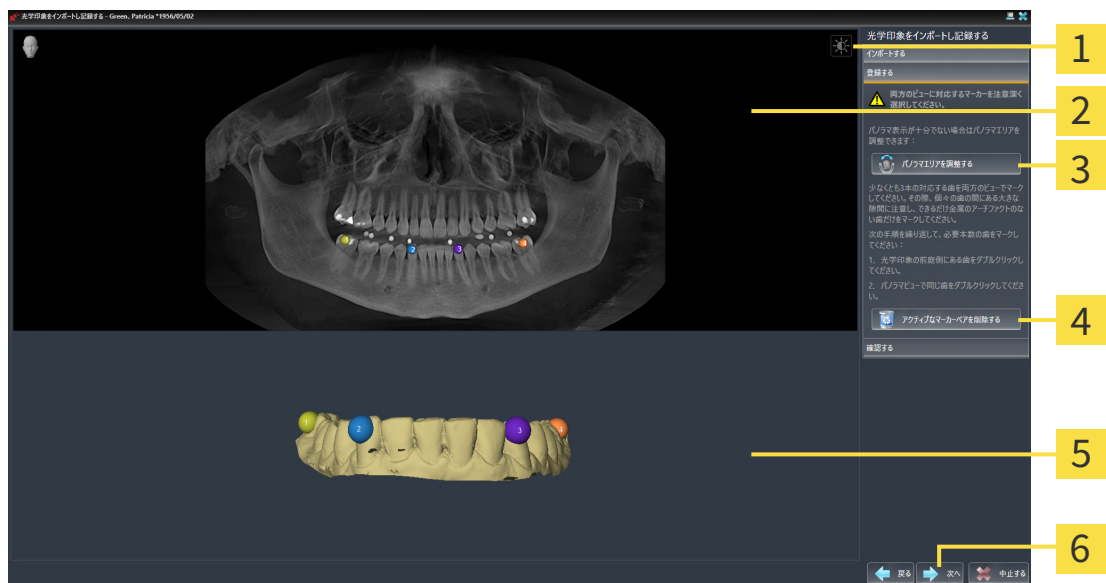 光学印象をインポートし記録する - Green, Patricia *1956/05/02
光学印象をインポートし記録する
インポートする
登録する
両方のビューに対応するマーカーを注意深く
選択してください。
パノラマ表示が十分でない場合はパノラマエリアを
調整できます：
パノラマエリアを調整する
少なくとも3本の対応する歯を両方のビューでマーク
してください。その際、個々の歯の間にある大きな
隙間に注意し、できるだけ金属のアーチファクトのな
い歯だけをマークしてください。
次の手順を繰り返して、必要本数の歯をマークし
てください：
1. 光学印象の前庭側にある歯をダブルクリックし
てください。
2. パノラマビューで同じ歯をダブルクリックしてくださ
い。
アクティブなマーカーペアを削除する
確認する
戻る
次へ
中止する
1
2
3
4
5
6
1
2
3
4
1
2
3
4